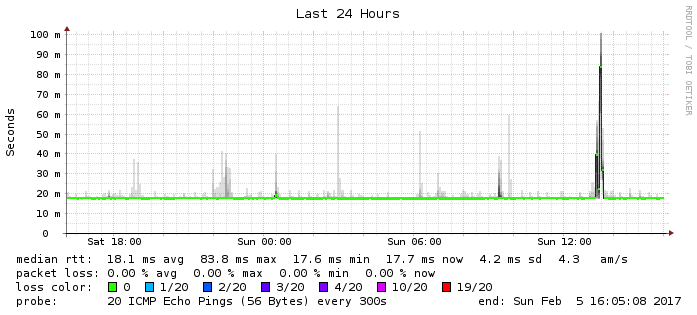 Last 24 Hours
RRDTOOL / TOBI OETIKER
Seconds
100 m
90 m
80 m
70 m
60 m
50 m
40 m
30 m
20 m
10 m
0
Sat 18:00 Sun 00:00 Sun 06:00 Sun 12:00
median rtt: 18.1 ms avg 83.8 ms max 17.6 ms min 17.7 ms now 4.2 ms sd 4.3 am/s
packet loss: 0.00 % avg 0.00 % max 0.00 % min 0.00 % now
loss color: 0 1/20 2/20 3/20 4/20 10/20 19/20
probe: 20 ICMP Echo Pings (56 Bytes) every 300s end: Sun Feb 5 16:05:08 2017